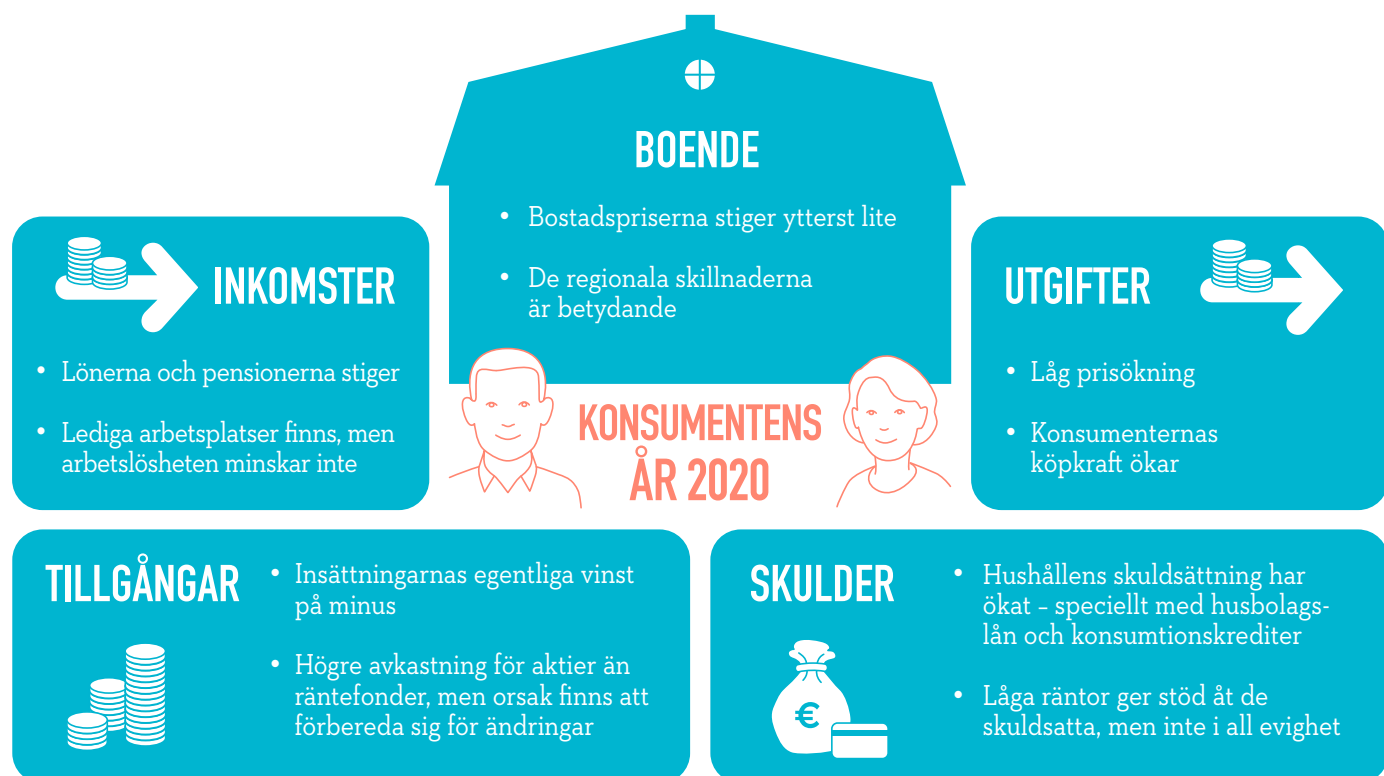 BOENDE
• Bostadspriserna stiger ytterst lite
• De regionala skillnaderna
är betydande
INKOMSTER
• Lönerna och pensionerna stiger
• Lediga arbetsplatser finns, men
arbetslösheten minskar inte
UTGIFTER
• Låg prisökning
• Konsumenternas
köpkraft ökar
KONSUMENTENS
ÅR 2020
TILLGÅNGAR
• Insättningarnas egentliga vinst
på minus
• Högre avkastning för aktier än
räntefonder, men orsak finns att
förbereda sig för ändringar
SKULDER
• Hushållens skuldsättning har
ökat – speciellt med husbolags-
lån och konsumtionskrediter
• Låga räntor ger stöd åt de
skuldsatta, men inte i all evighet
€